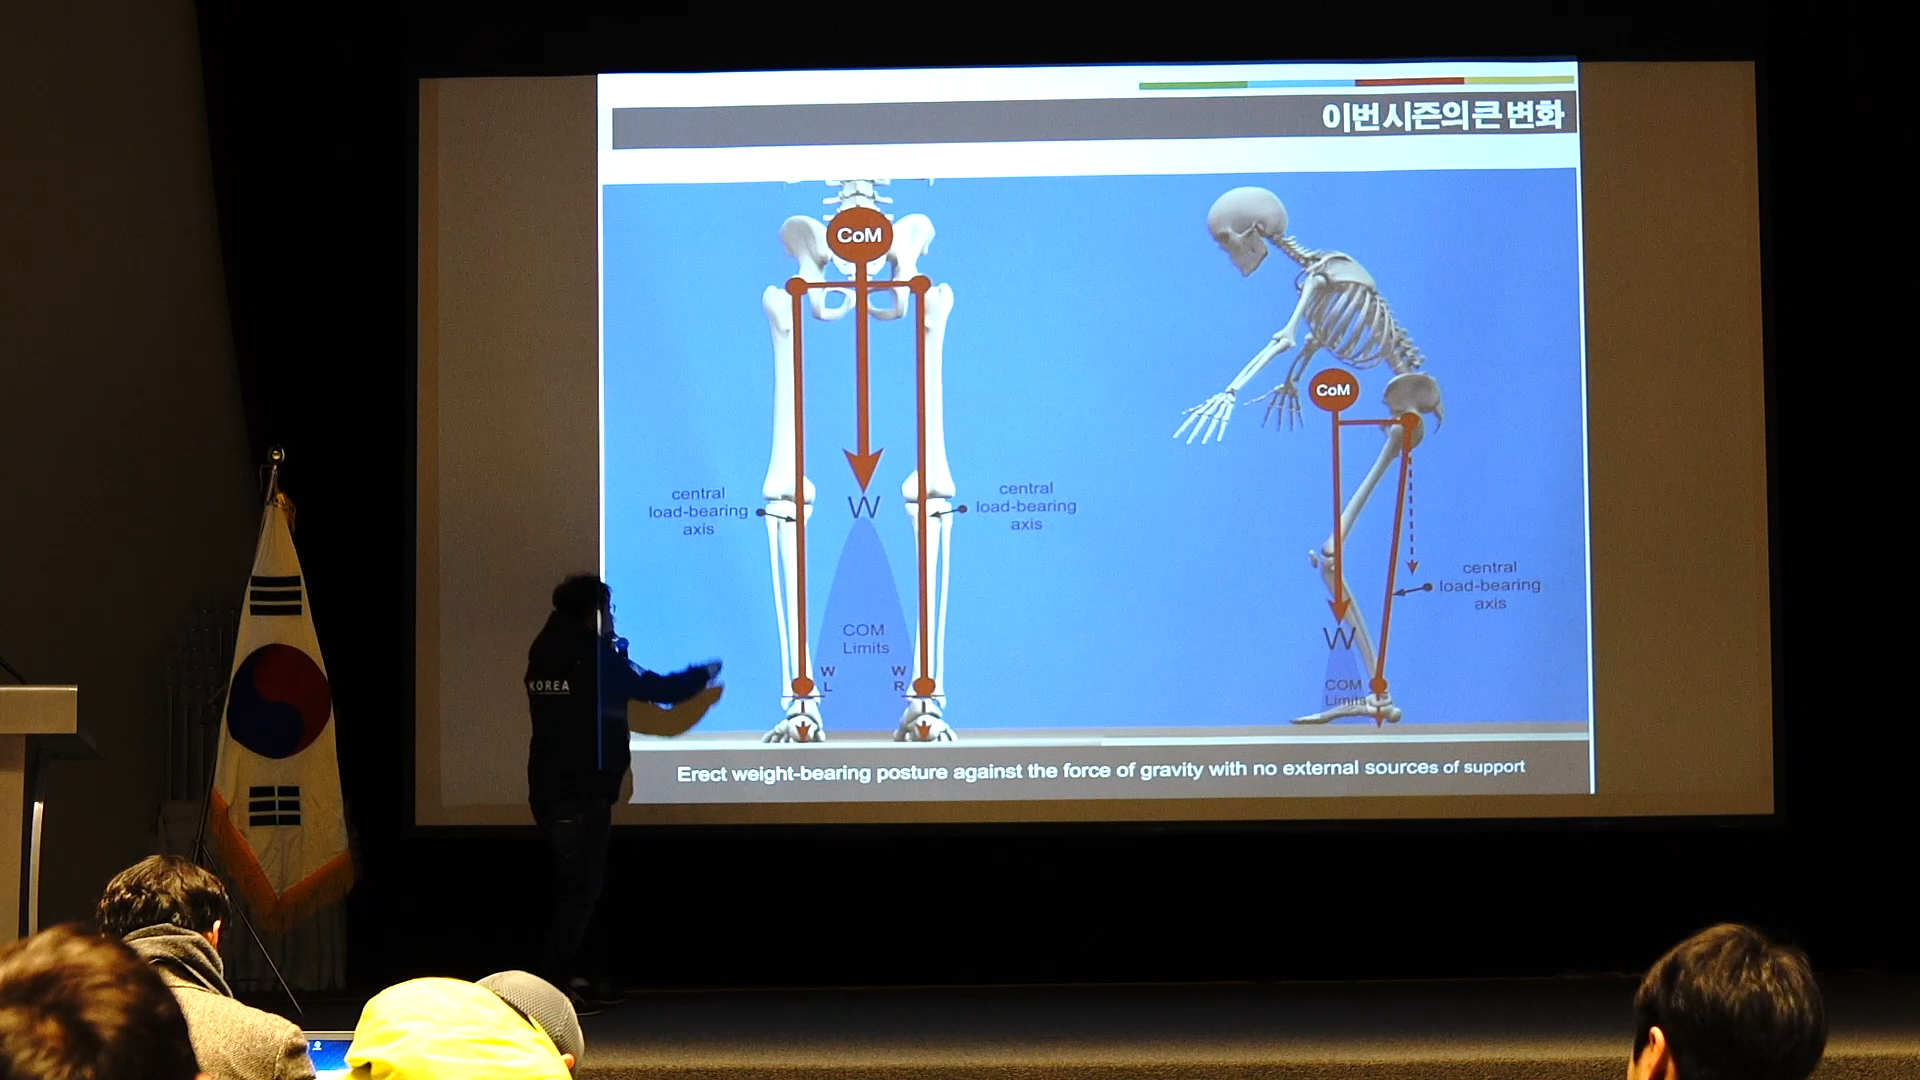 이번 시즌의 큰 변화
CoM
CoM
central
load-bearing
axis
W
central
load-bearing
axis
central
load-bearing
axis
W
COM
Limits
W
L
W
R
COM
Limits
KOREA
Erect weight-bearing posture against the force of gravity with no external sources of support